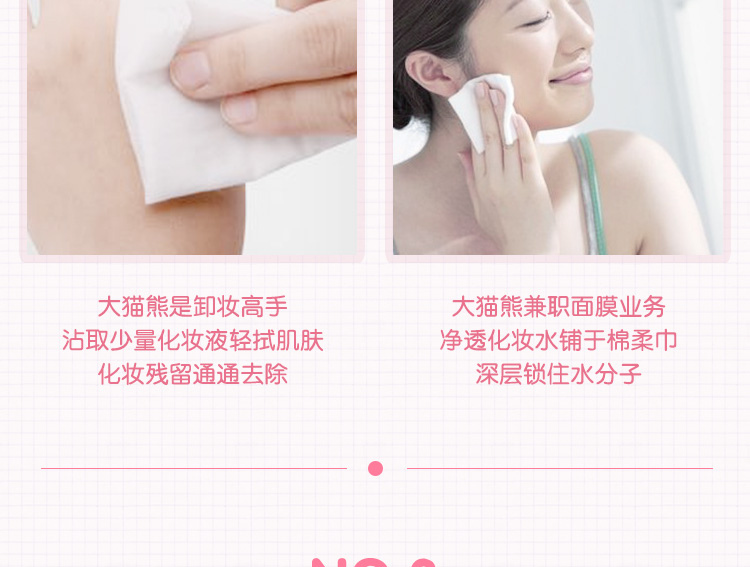 大猫熊是卸妆高手
沾取少量化妆液轻拭肌肤
化妆残留通通去除
大猫熊兼职面膜业务
净透化妆水铺于棉柔巾
深层锁住水分子